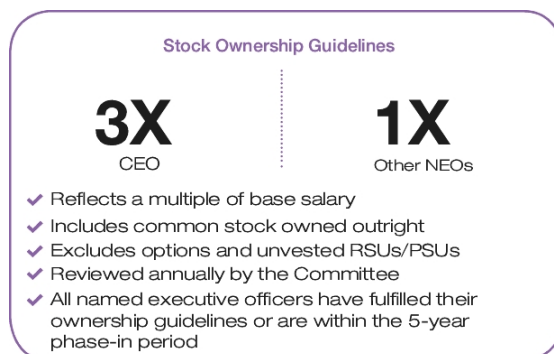 Stock Ownership Guidelines
3X
CEO
1X
Other NEOs
Reflects a multiple of base salary
Includes common stock owned outright
Excludes options and unvested RSUs/PSUs
Reviewed annually by the Committee
All named executive officers have fulfilled their
ownership guidelines or are within the 5-year
phase-in period